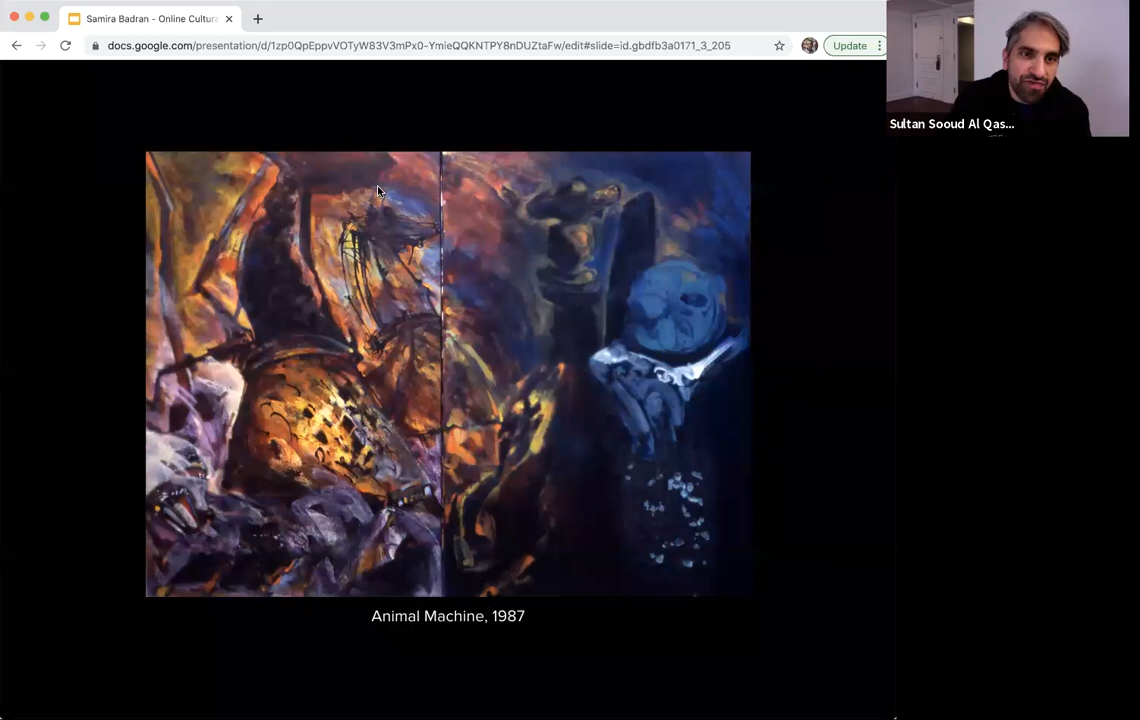 Samira Badran - Online Cultura
docs.google.com/presentation/d/1zp0QpEppvVOTyW83V3mPx0-YmieQQKNTPY8nDUZtaFw/edit#slide=id.gbdfb3a0171_3_205
Update
Sultan Sooud Al Qas...
Animal Machine, 1987